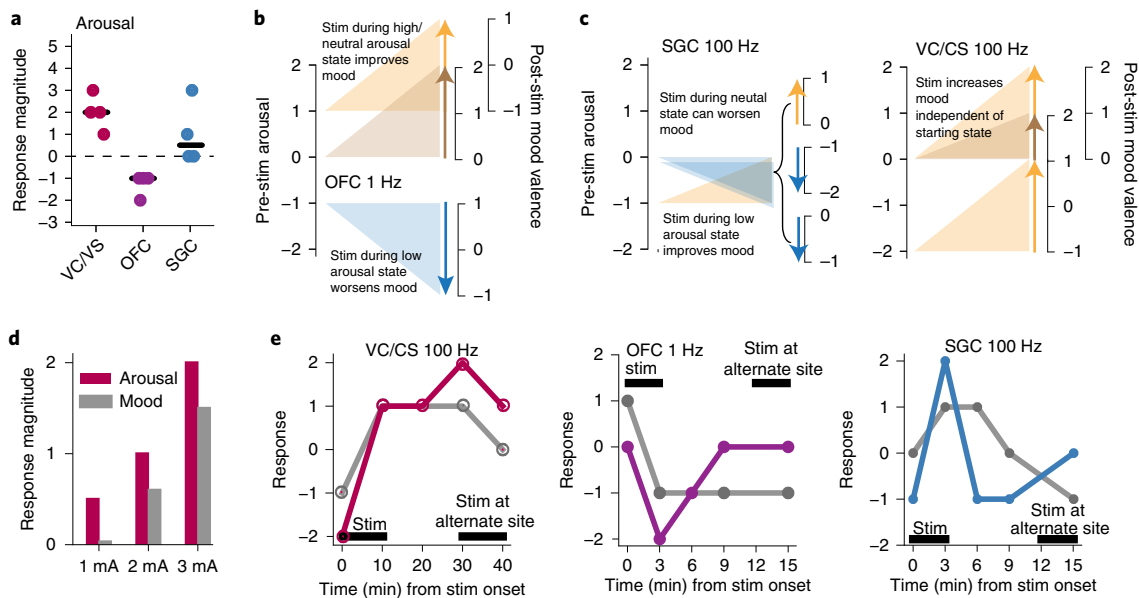 a
Arousal
Response magnitude
5
4
3
2
1
0
−1
−2
−3
VC/VS
OFC
SGC
b
Pre-stim arousal
2
1
0
−1
−2
Stim during high/
neutral arousal
state improves
mood
OFC 1 Hz
Stim during low
arousal state
worsens mood
1
0
−1
2
1
0
1
0
−1
Post-stim mood valence
c
SGC 100 Hz
Pre-stim arousal
2
1
0
−1
−2
Stim during neutal
state can worsen
mood
Stim during low
arousal state
improves mood
1
0
−1
−2
0
−1
VC/CS 100 Hz
2
1
0
−1
−2
Stim increases
mood
independent of
starting state
2
1
0
2
1
0
1
0
−1
Post-stim mood valence
d
Response magnitude
2
1
0
Arousal
Mood
1 mA
2 mA
3 mA
e
VC/CS 100 Hz
Response
2
1
0
−1
−2
Stim
Stim at
alternate site
0
10
20
30
40
Time (min) from stim onset
OFC 1 Hz
stim
Stim at
alternate site
Response
2
1
0
−1
−2
0
3
6
9
12
15
Time (min) from stim onset
SGC 100 Hz
Response
2
1
0
−1
−2
Stim
Stim at
alternate site
0
3
6
9
12
15
Time (min) from stim onset